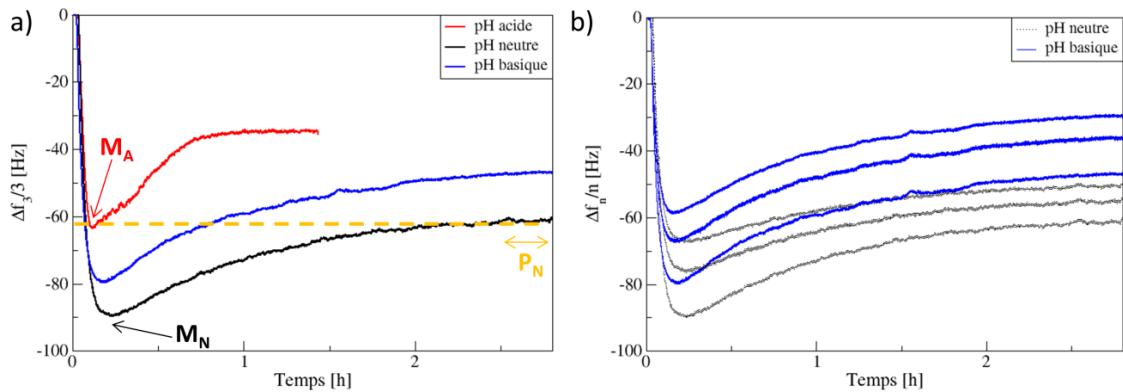 a)
pH acide
pH neutre
pH basique
0
-20
-40
-60
-80
-100
Δf3/3 [Hz]
MA
MN
PN
0
1
2
Temps [h]
b)
pH neutre
pH basique
0
-20
-40
-60
-80
-100
Δfn/n [Hz]
0
1
2
Temps [h]